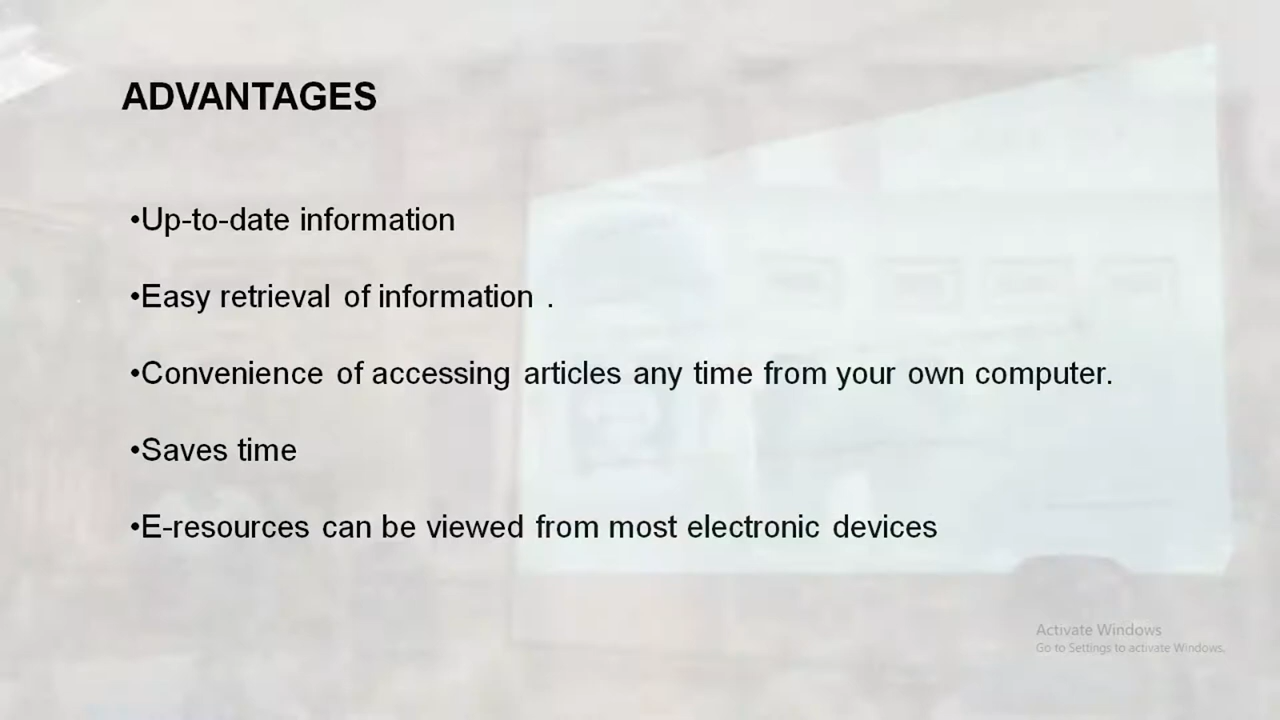 ADVANTAGES
•Up-to-date information
•Easy retrieval of information .
•Convenience of accessing articles any time from your own computer.
•Saves time
•E-resources can be viewed from most electronic devices
Activate Windows
Go to Settings to activate Windows.